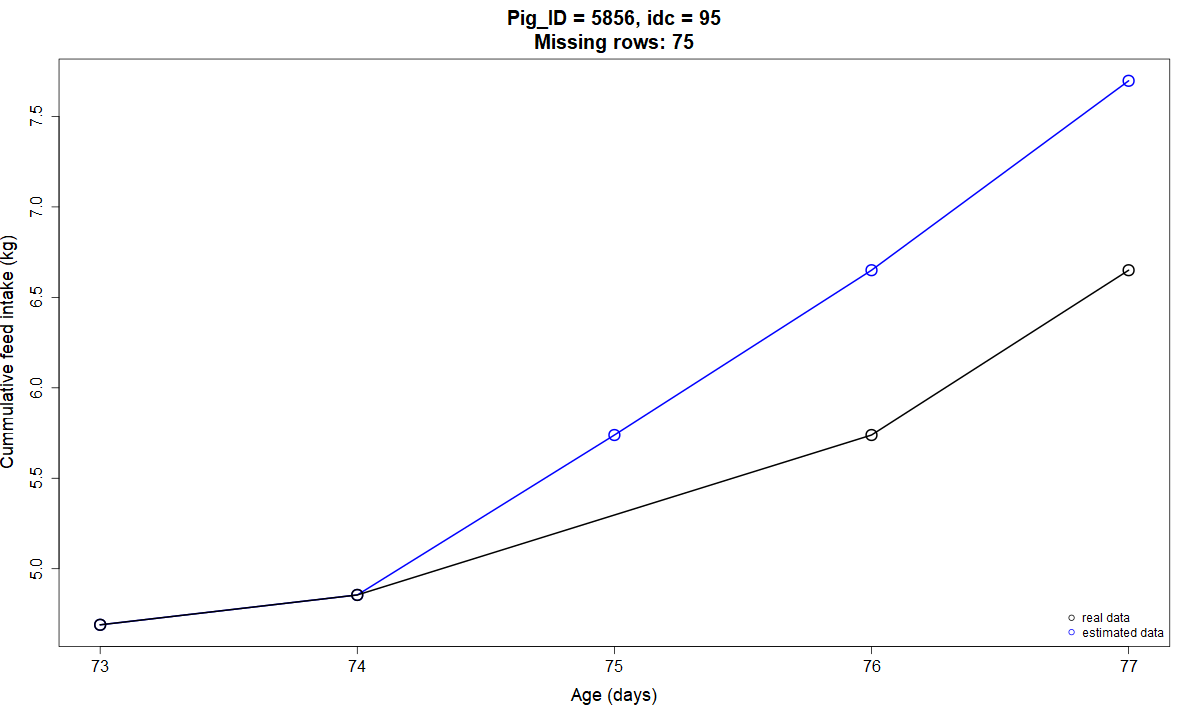 Pig_ID = 5856, idc = 95
Missing rows: 75
Cummulative feed intake (kg)
7.5
7.0
6.5
6.0
5.5
5.0
real data
estimated data
73 74 75 76 77
Age (days)